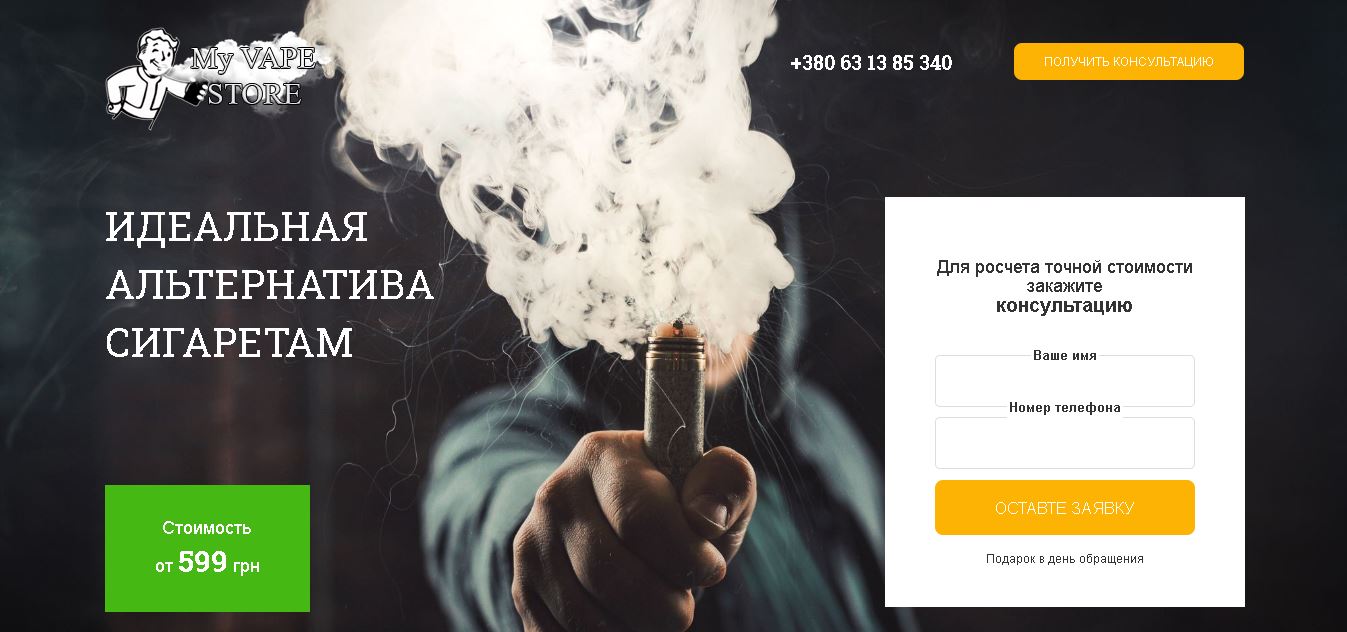 My VAPE
STORE
+380 63 13 85 340
ПОЛУЧИТЬ КОНСУЛЬТАЦИЮ
ИДЕАЛЬНАЯ
АЛЬТЕРНАТИВА
СИГАРЕТАМ
Стоимость
от 599 грн
Для росчета точной стоимости
закажите
консультацию
Ваше имя
Номер телефона
ОСТАВТЕ ЗАЯВКУ
Подарок в день обращения